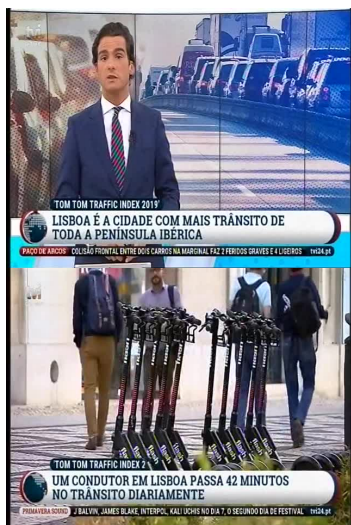 'TOM TOM TRAFFIC INDEX 2019'
LISBOA É A CIDADE COM MAIS TRÂNSITO DE
TODA A PENÍNSULA IBÉRICA
PAÇO DE ARCOS COLISÃO FRONTAL ENTRE DOIS CARROS NA MARGINAL FAZ 2 FERIDOS GRAVES E 4 LIGEIROS tvi24.pt
flash
flash
flash
'TOM TOM TRAFFIC INDEX 2
UM CONDUTOR EM LISBOA PASSA 42 MINUTOS
NO TRÂNSITO DIARIAMENTE
PRIMAVERA SOUND J BALVIN, JAMES BLAKE, INTERPOL, KALI UCHIS NO DIA 7, O SEGUNDO DIA DE FESTIVAL tvi24.pt